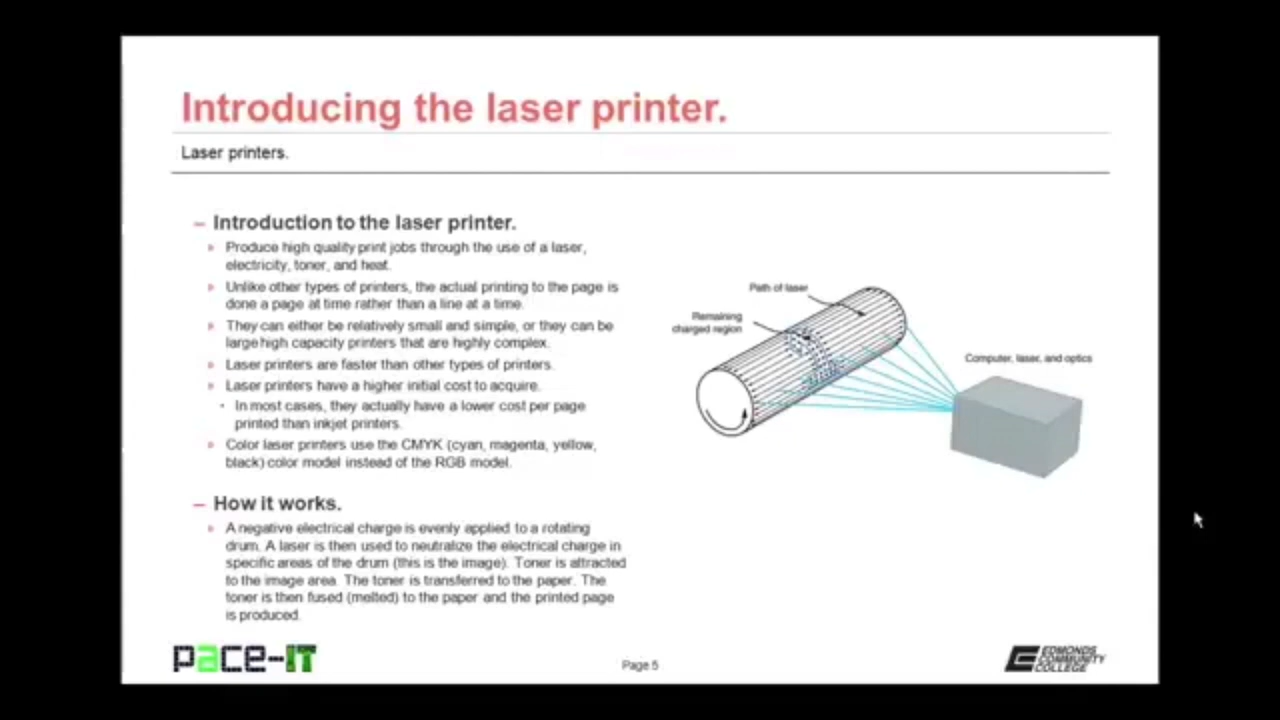 Introducing the laser printer.
Laser printers.
– Introduction to the laser printer.
» Produce high quality print jobs through the use of a laser,
electricity, toner, and heat.
» Unlike other types of printers, the actual printing to the page is
done a page at time rather than a line at a time.
» They can either be relatively small and simple, or they can be
large high capacity printers that are highly complex.
» Laser printers are faster than other types of printers.
» Laser printers have a higher initial cost to acquire.
• In most cases, they actually have a lower cost per page
printed than inkjet printers.
» Color laser printers use the CMYK (cyan, magenta, yellow,
black) color model instead of the RGB model.
– How it works.
» A negative electrical charge is evenly applied to a rotating
drum. A laser is then used to neutralize the electrical charge in
specific areas of the drum (this is the image). Toner is attracted
to the image area. The toner is transferred to the paper. The
toner is then fused (melted) to the paper and the printed page
is produced.
Path of laser
Remaining
charged region
Computer, laser, and optics
pace-IT
Page 5
EDMONDS
COMMUNITY
COLLEGE